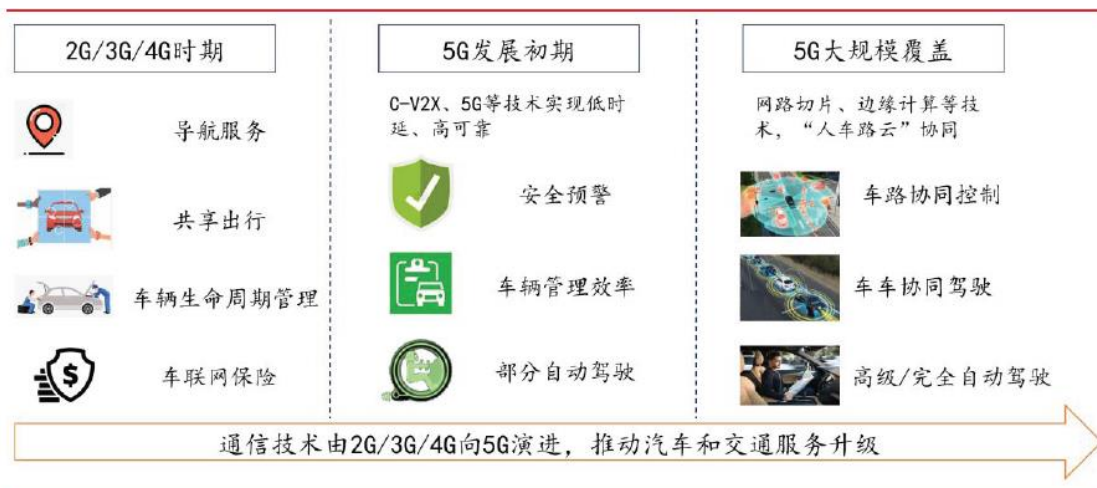 2G/3G/4G时期
导航服务
共享出行
车辆生命周期管理
车联网保险
5G发展初期
C-V2X、5G等技术实现低时
延、高可靠
安全预警
车辆管理效率
部分自动驾驶
5G大规模覆盖
网路切片、边缘计算等技
术，“人车路云”协同
车路协同控制
车车协同驾驶
高级/完全自动驾驶
通信技术由2G/3G/4G向5G演进，推动汽车和交通服务升级